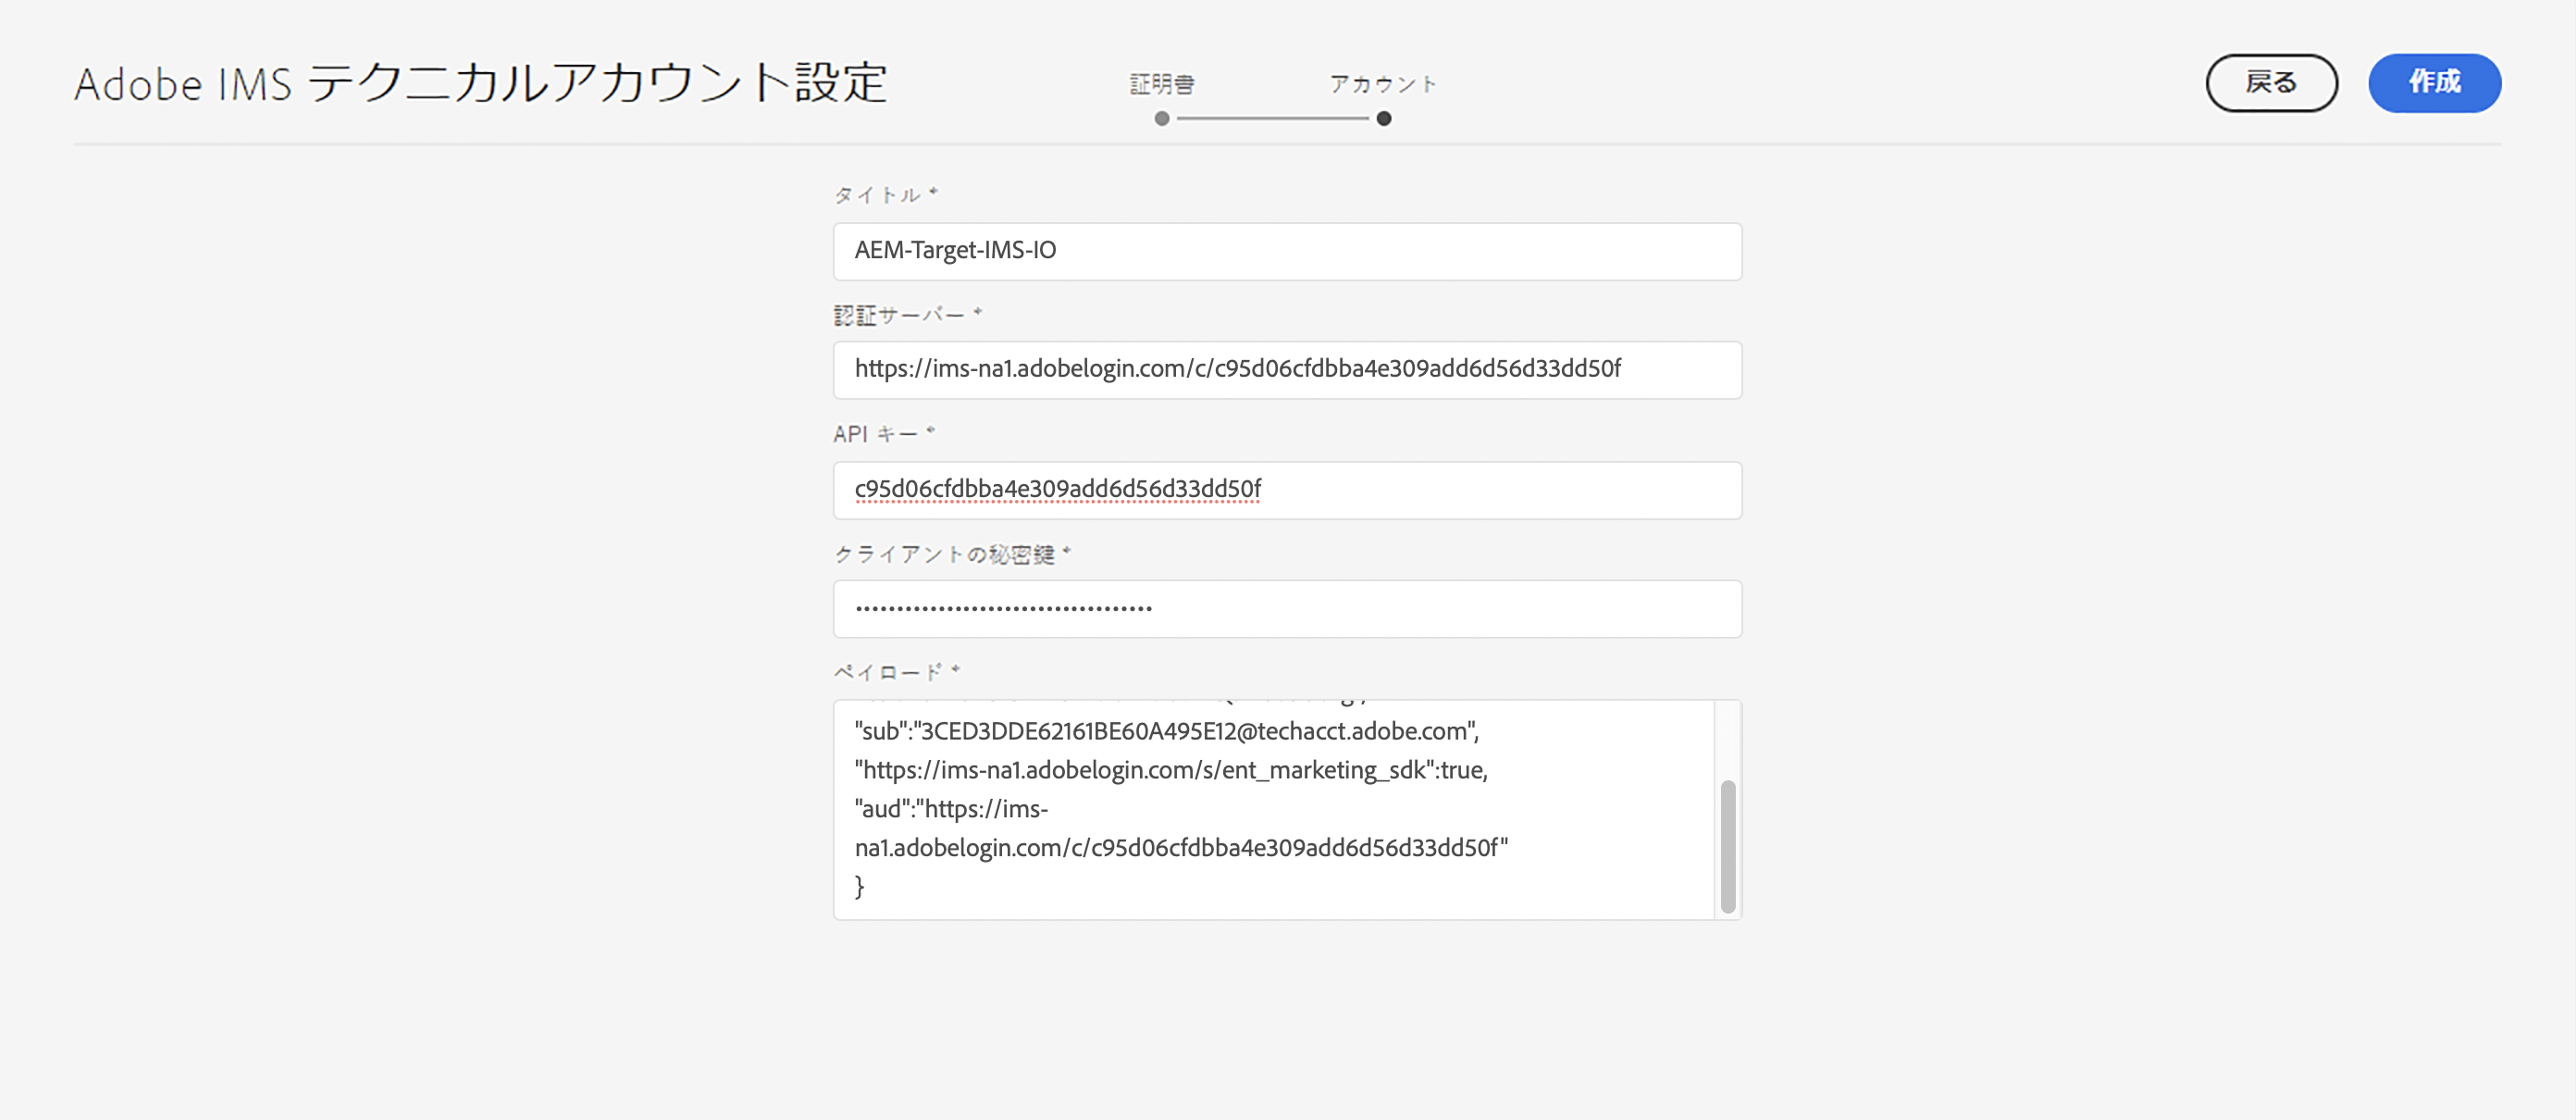 Adobe IMS テクニカルアカウント設定
証明書
アカウント
戻る
作成
タイトル *
AEM-Target-IMS-IO
認証サーバー *
https://ims-na1.adobelogin.com/c/c95d06cfdbba4e309add6d56d33dd50f
API キー *
c95d06cfdbba4e309add6d56d33dd50f
クライアントの秘密鍵 *
••••••••••••••••••••••••••••••••••••
ペイロード *
"sub":"3CED3DDE62161BE60A495E12@techacct.adobe.com",
"https://ims-na1.adobelogin.com/s/ent_marketing_sdk":true,
"aud":"https://ims-
na1.adobelogin.com/c/c95d06cfdbba4e309add6d56d33dd50f"
}